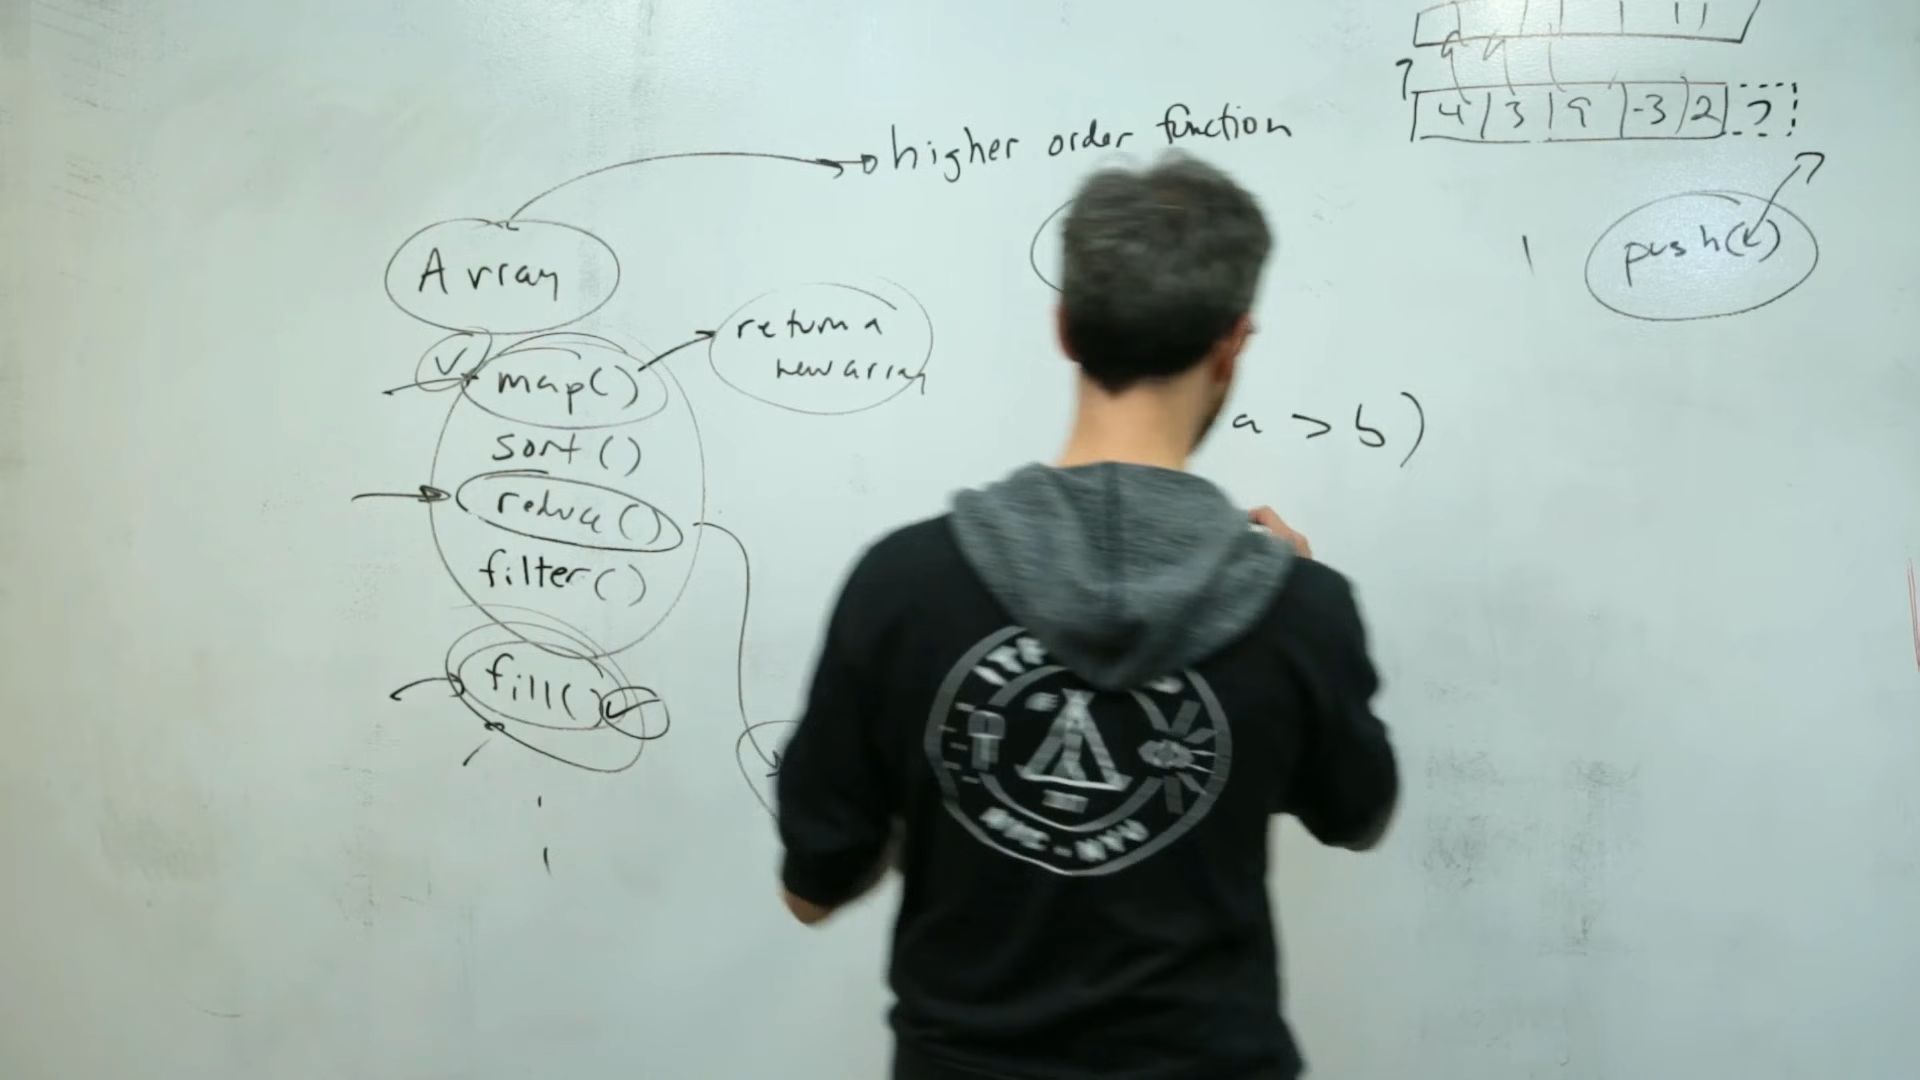 higher order function
4 3 9 -3 2 ?
Array
push( )
return a
new array
map()
a > b)
sort()
reduce()
filter()
fill()